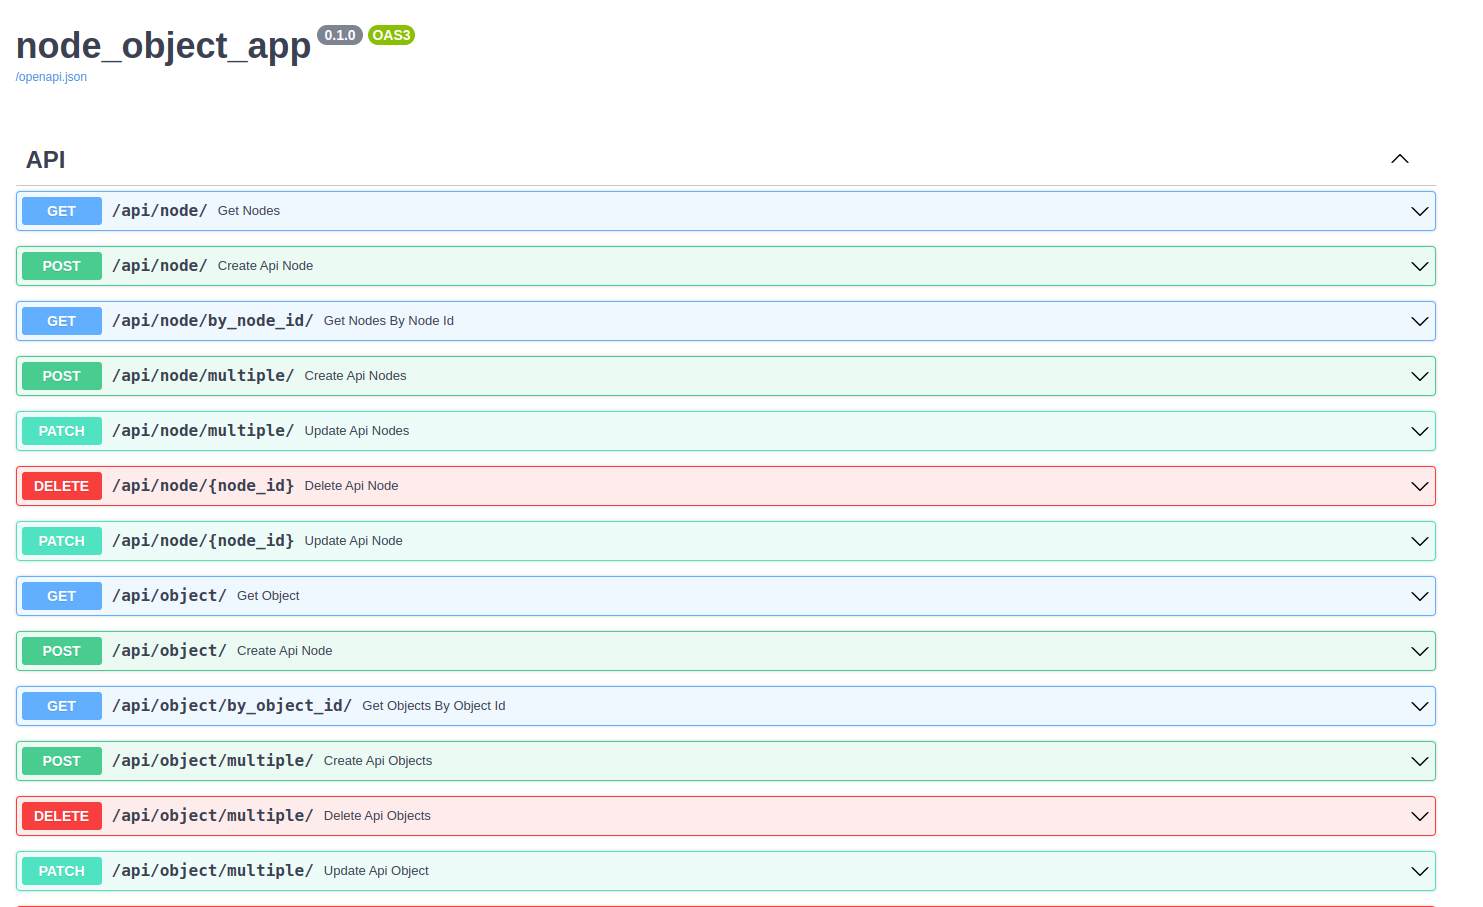 node_object_app 0.1.0 OAS3
/openapi.json
API
GET /api/node/ Get Nodes
POST /api/node/ Create Api Node
GET /api/node/by_node_id/ Get Nodes By Node Id
POST /api/node/multiple/ Create Api Nodes
PATCH /api/node/multiple/ Update Api Nodes
DELETE /api/node/{node_id} Delete Api Node
PATCH /api/node/{node_id} Update Api Node
GET /api/object/ Get Object
POST /api/object/ Create Api Node
GET /api/object/by_object_id/ Get Objects By Object Id
POST /api/object/multiple/ Create Api Objects
DELETE /api/object/multiple/ Delete Api Objects
PATCH /api/object/multiple/ Update Api Object